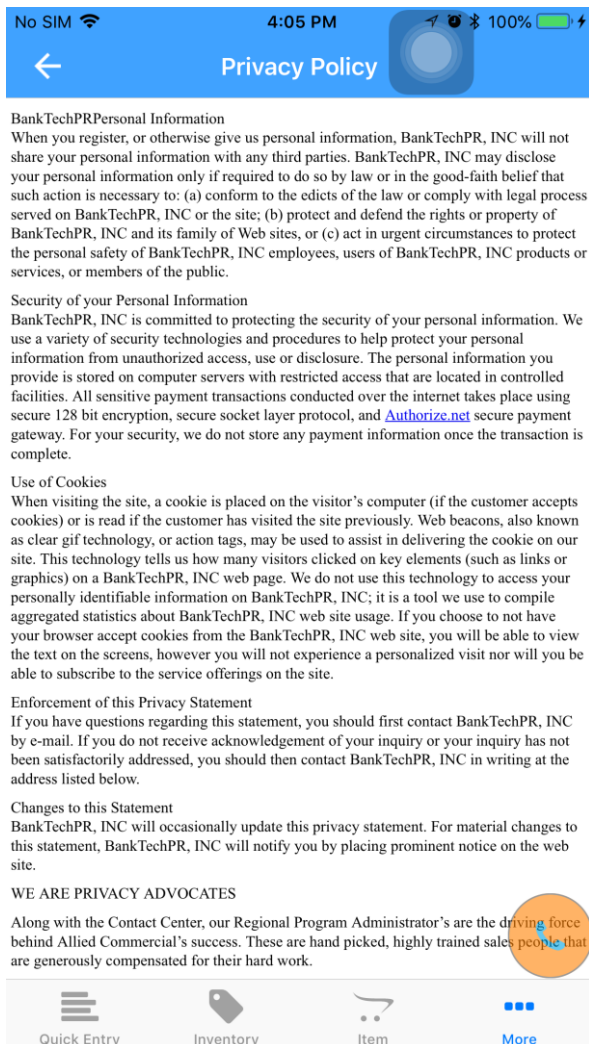 No SIM 4:05 PM 100%
Privacy Policy
BankTechPRPersonal Information
When you register, or otherwise give us personal information, BankTechPR, INC will not
share your personal information with any third parties. BankTechPR, INC may disclose
your personal information only if required to do so by law or in the good-faith belief that
such action is necessary to: (a) conform to the edicts of the law or comply with legal process
served on BankTechPR, INC or the site; (b) protect and defend the rights or property of
BankTechPR, INC and its family of Web sites, or (c) act in urgent circumstances to protect
the personal safety of BankTechPR, INC employees, users of BankTechPR, INC products or
services, or members of the public.
Security of your Personal Information
BankTechPR, INC is committed to protecting the security of your personal information. We
use a variety of security technologies and procedures to help protect your personal
information from unauthorized access, use or disclosure. The personal information you
provide is stored on computer servers with restricted access that are located in controlled
facilities. All sensitive payment transactions conducted over the internet takes place using
secure 128 bit encryption, secure socket layer protocol, and Authorize.net secure payment
gateway. For your security, we do not store any payment information once the transaction is
complete.
Use of Cookies
When visiting the site, a cookie is placed on the visitor’s computer (if the customer accepts
cookies) or is read if the customer has visited the site previously. Web beacons, also known
as clear gif technology, or action tags, may be used to assist in delivering the cookie on our
site. This technology tells us how many visitors clicked on key elements (such as links or
graphics) on a BankTechPR, INC web page. We do not use this technology to access your
personally identifiable information on BankTechPR, INC; it is a tool we use to compile
aggregated statistics about BankTechPR, INC web site usage. If you choose to not have
your browser accept cookies from the BankTechPR, INC web site, you will be able to view
the text on the screens, however you will not experience a personalized visit nor will you be
able to subscribe to the service offerings on the site.
Enforcement of this Privacy Statement
If you have questions regarding this statement, you should first contact BankTechPR, INC
by e-mail. If you do not receive acknowledgement of your inquiry or your inquiry has not
been satisfactorily addressed, you should then contact BankTechPR, INC in writing at the
address listed below.
Changes to this Statement
BankTechPR, INC will occasionally update this privacy statement. For material changes to
this statement, BankTechPR, INC will notify you by placing prominent notice on the web
site.
WE ARE PRIVACY ADVOCATES
Along with the Contact Center, our Regional Program Administrator’s are the driving force
behind Allied Commercial’s success. These are hand picked, highly trained sales people that
are generously compensated for their hard work.
Quick Entry Inventory Item More